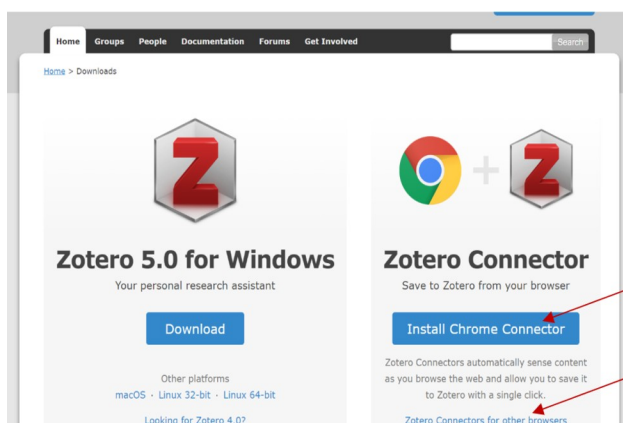 Home Groups People Documentation Forums Get Involved Search
Home > Downloads
Z
Z
Zotero 5.0 for Windows
Your personal research assistant
Download
Other platforms
macOS · Linux 32-bit · Linux 64-bit
Looking for Zotero 4.0?
Zotero Connector
Save to Zotero from your browser
Install Chrome Connector
Zotero Connectors automatically sense content
as you browse the web and allow you to save it
to Zotero with a single click.
Zotero Connectors for other browsers